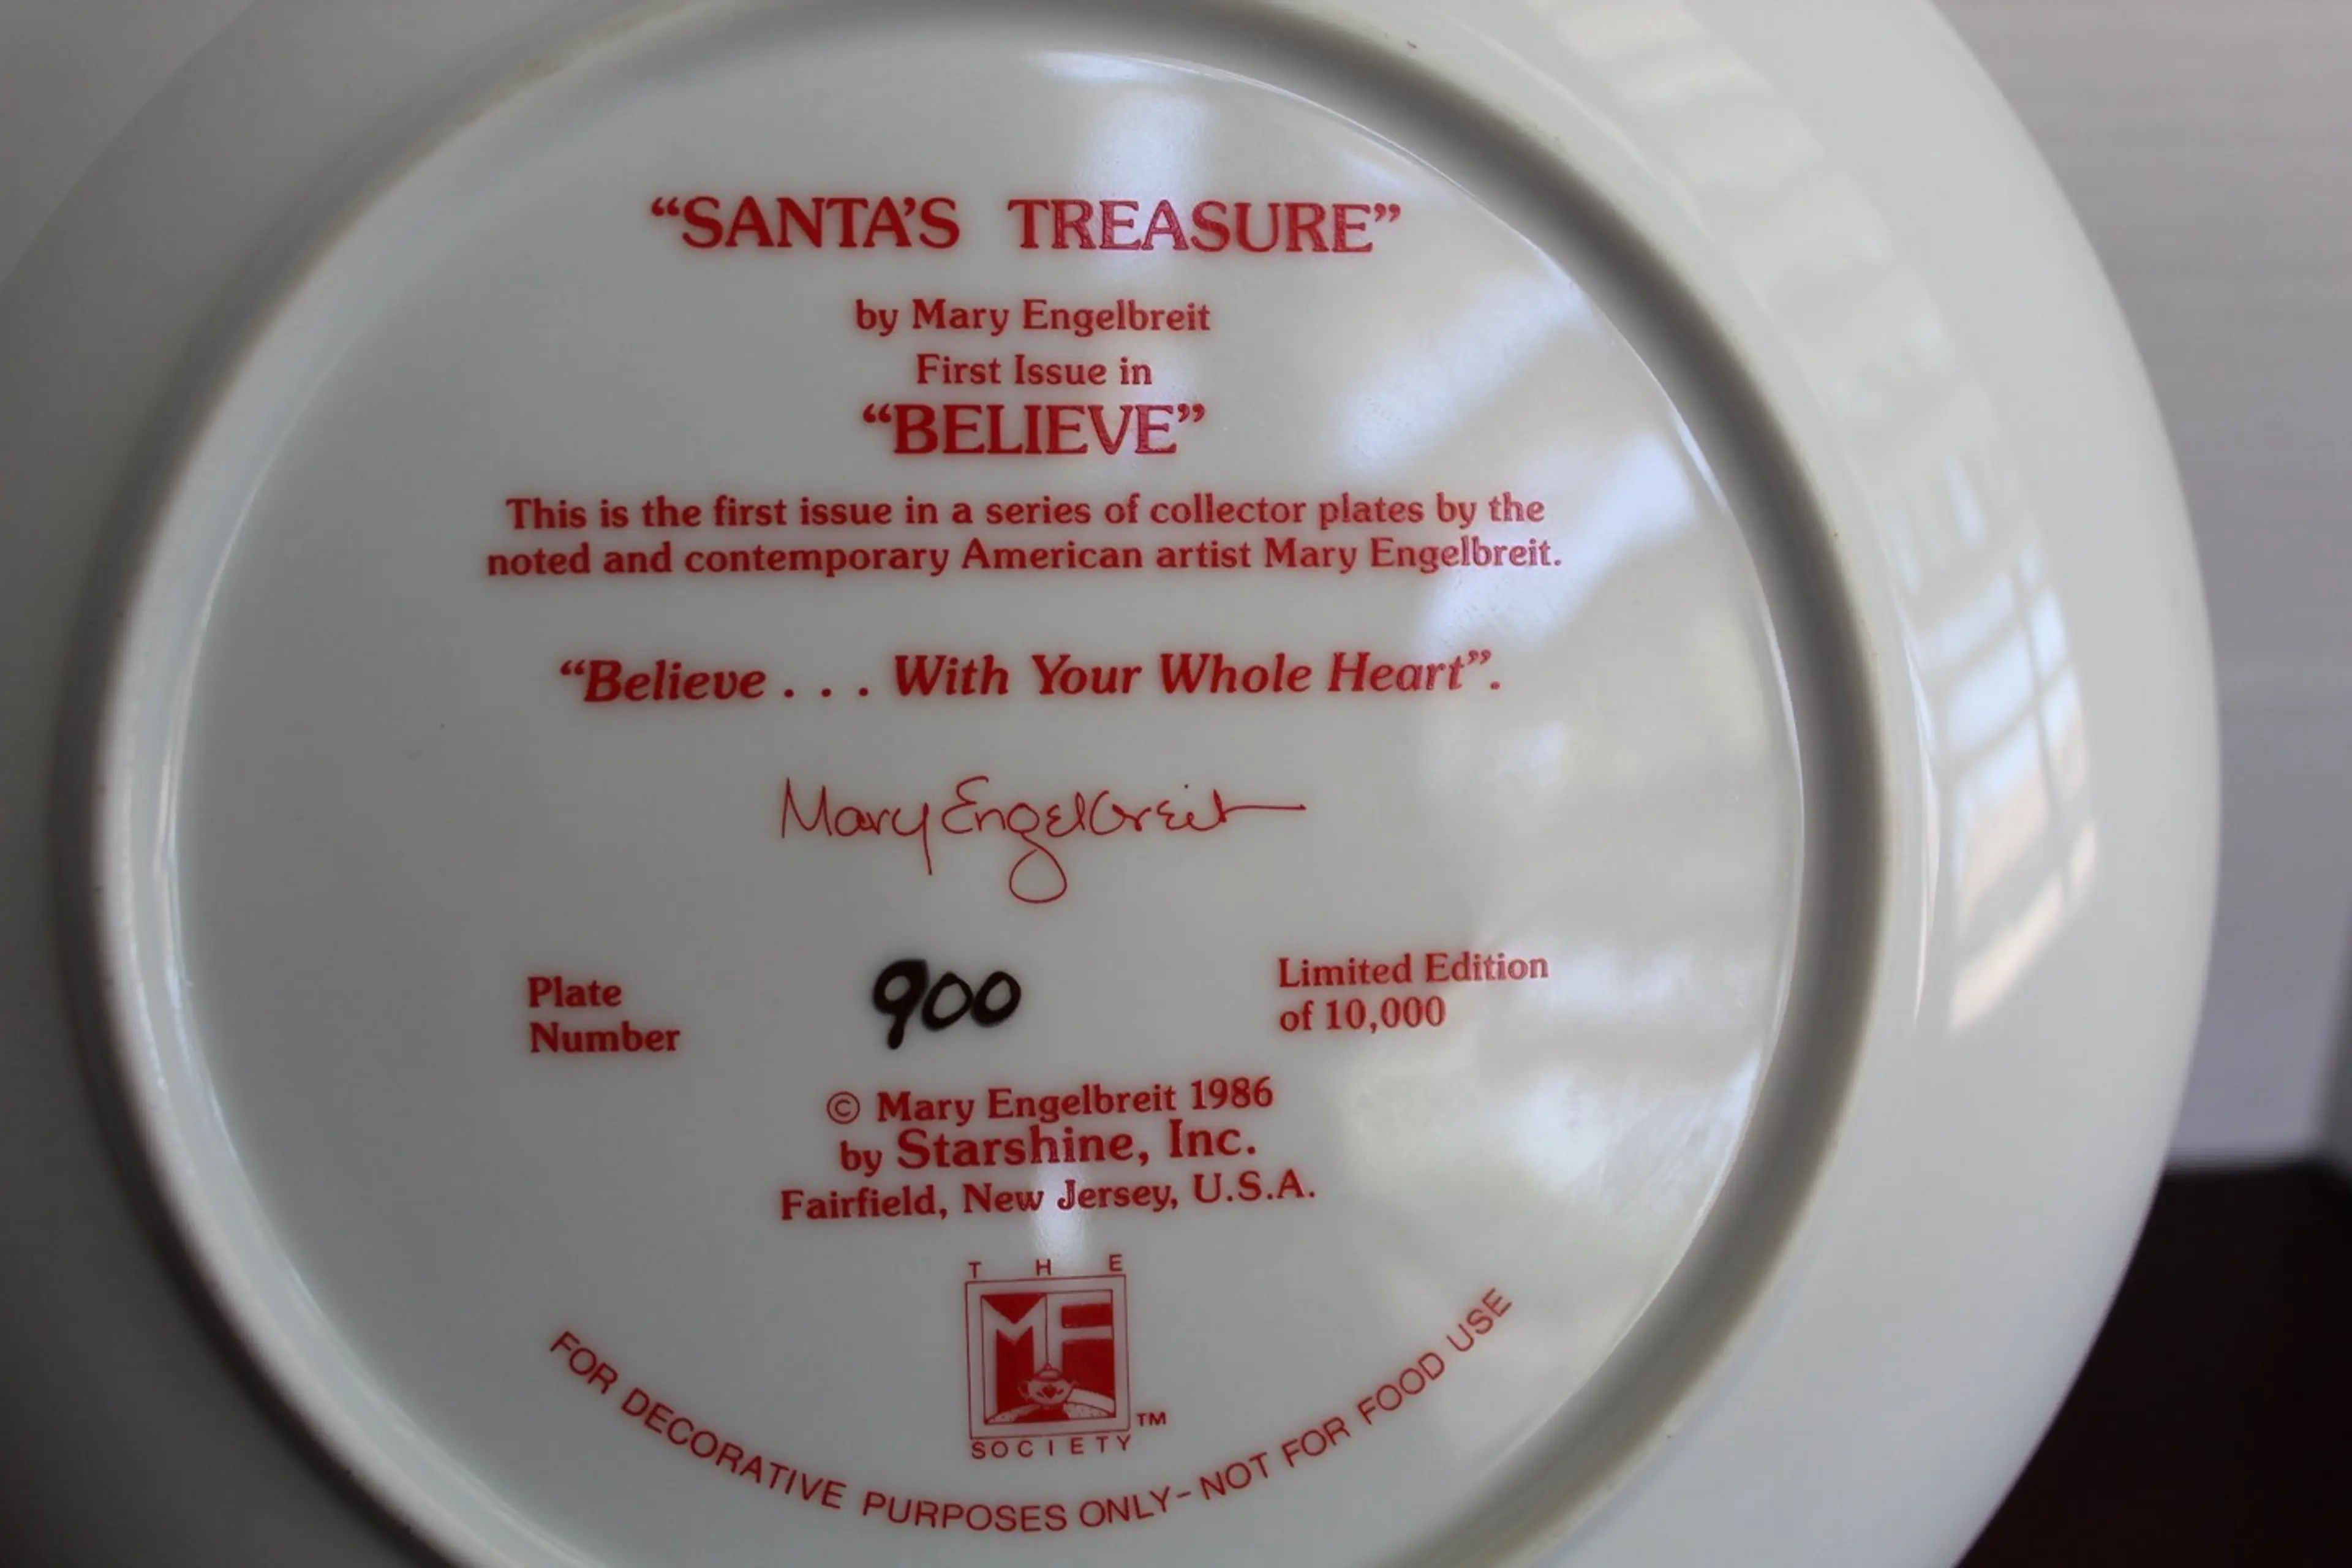 “SANTA’S TREASURE”
by Mary Engelbreit
First Issue in
“BELIEVE”
This is the first issue in a series of collector plates by the
noted and contemporary American artist Mary Engelbreit.
“Believe . . . With Your Whole Heart”.
Mary Engelbreit
Plate
Number
900
Limited Edition
of 10,000
© Mary Engelbreit 1986
by Starshine, Inc.
Fairfield, New Jersey, U.S.A.
THE
ME
SOCIETY TM
FOR DECORATIVE PURPOSES ONLY - NOT FOR FOOD USE